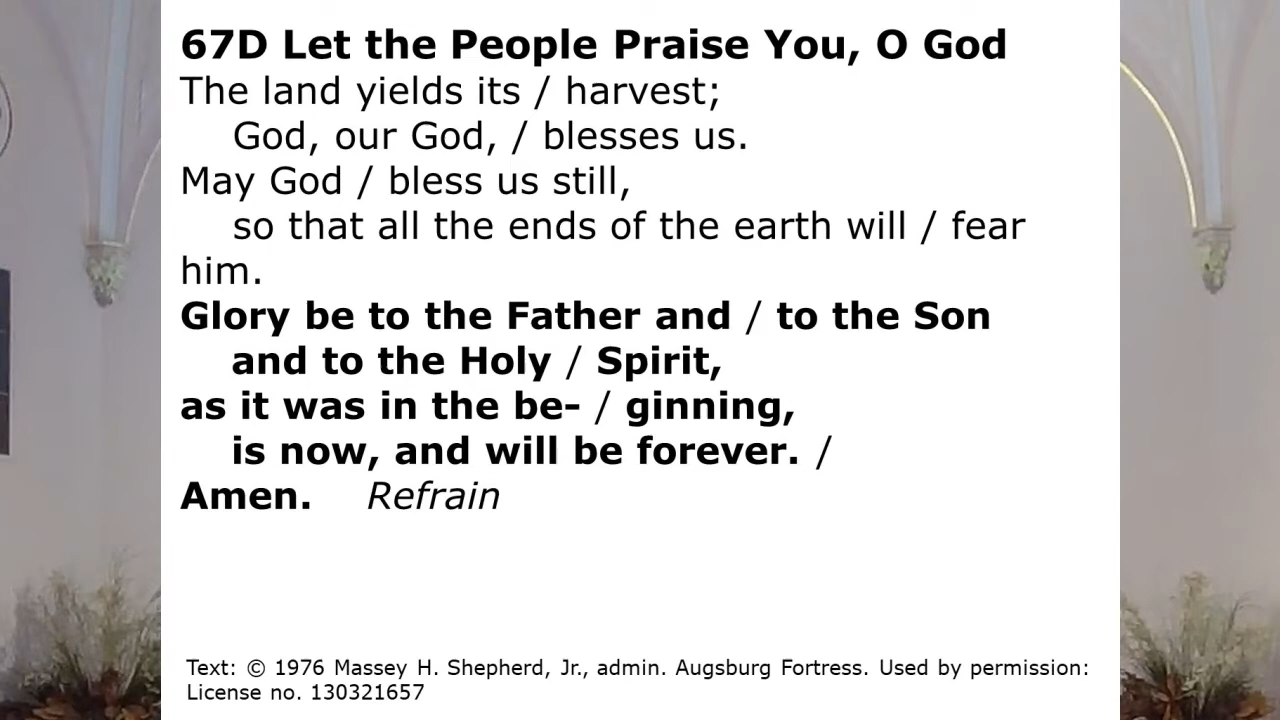 67D Let the People Praise You, O God
The land yields its / harvest;
God, our God, / blesses us.
May God / bless us still,
so that all the ends of the earth will / fear
him.
Glory be to the Father and / to the Son
and to the Holy / Spirit,
as it was in the be- / ginning,
is now, and will be forever. /
Amen. Refrain
Text: © 1976 Massey H. Shepherd, Jr., admin. Augsburg Fortress. Used by permission:
License no. 130321657